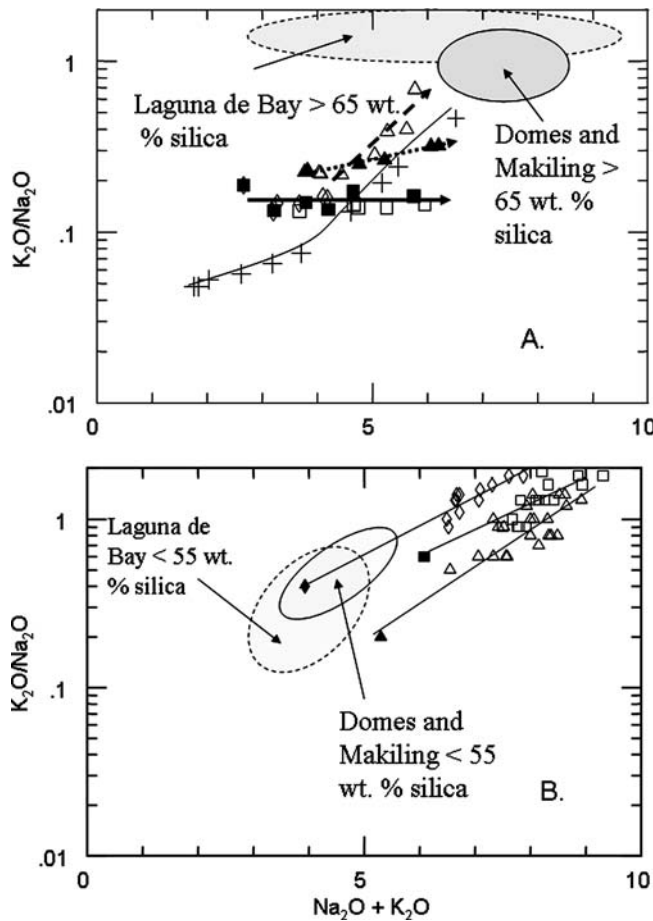 A.
1
0.1
.01
K2O/Na2O
Laguna de Bay > 65 wt.
% silica
Domes and
Makiling >
65 wt. %
silica
0
5
10
B.
1
0.1
.01
K2O/Na2O
Laguna de
Bay < 55 wt.
% silica
Domes and
Makiling < 55
wt. % silica
0
5
10
Na2O + K2O